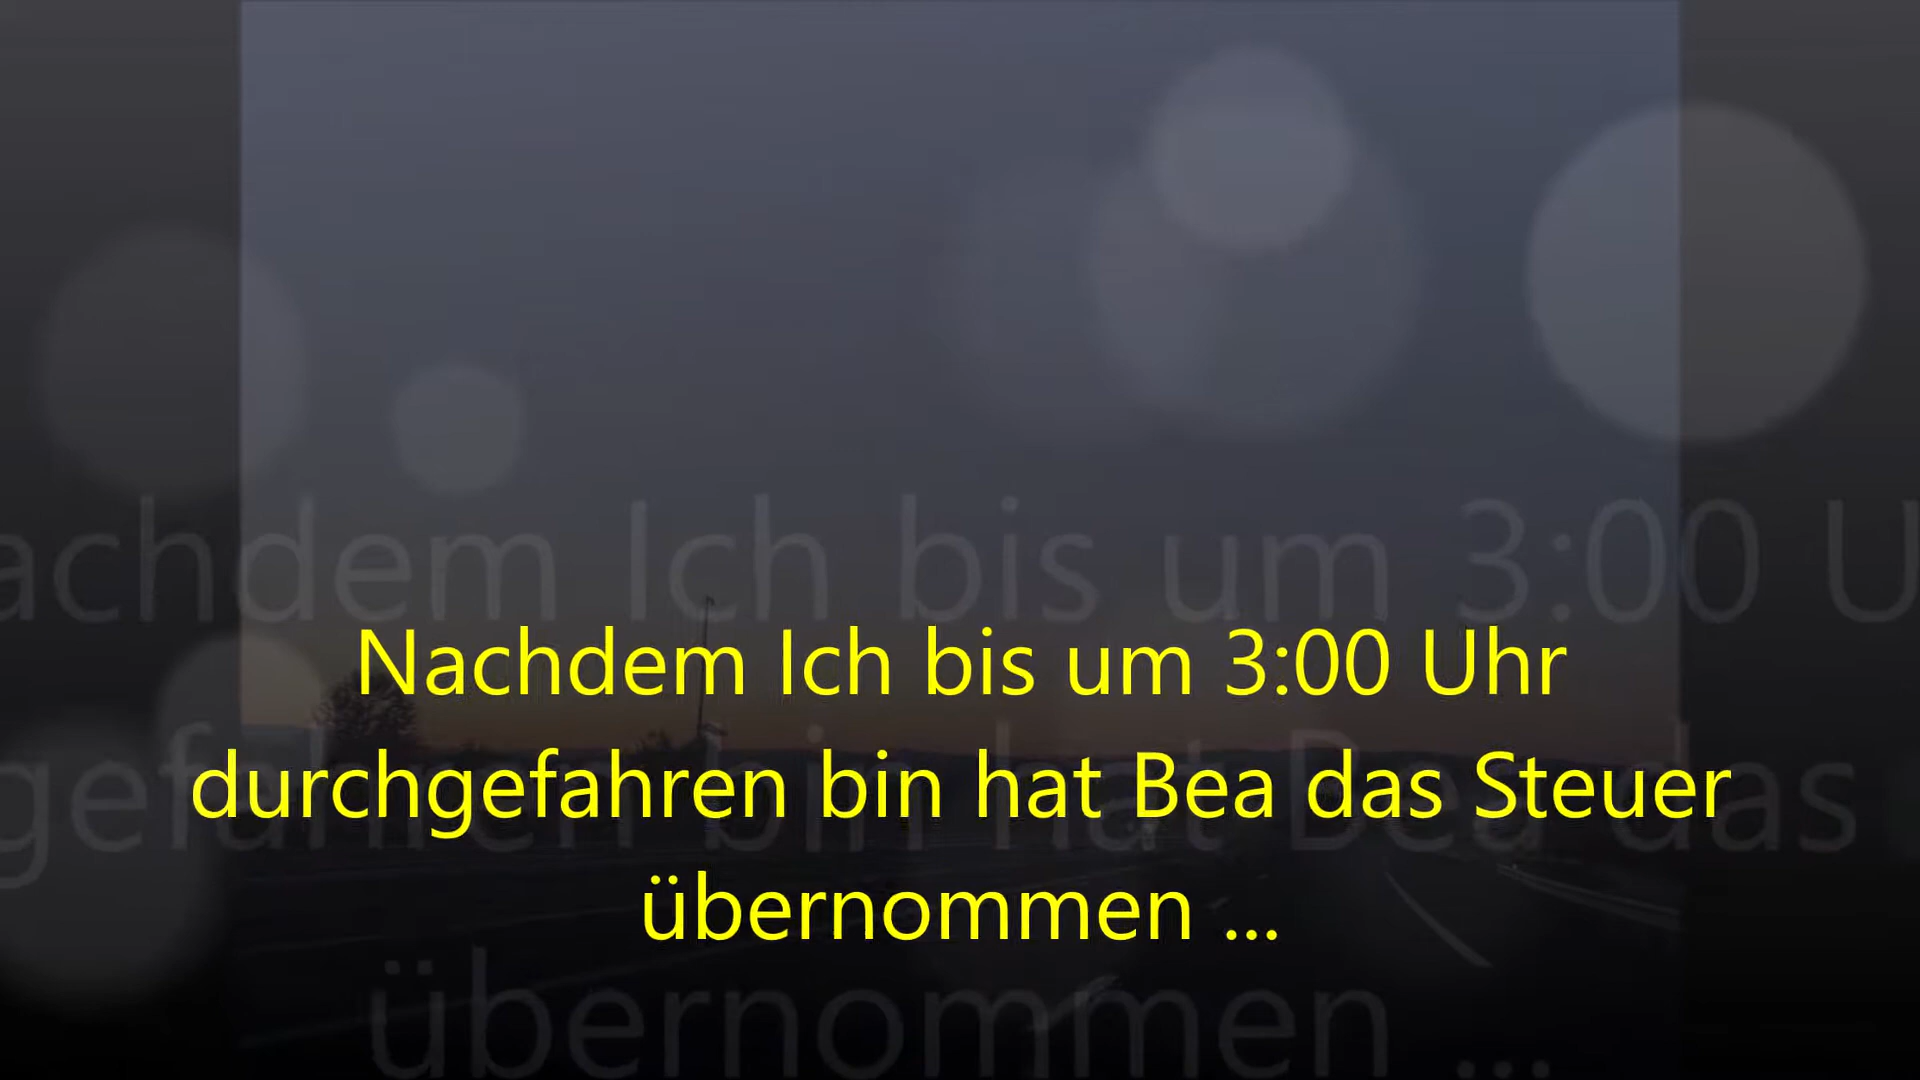 Nachdem Ich bis um 3:00 Uhr
durchgefahren bin hat Bea das Steuer
übernommen ...